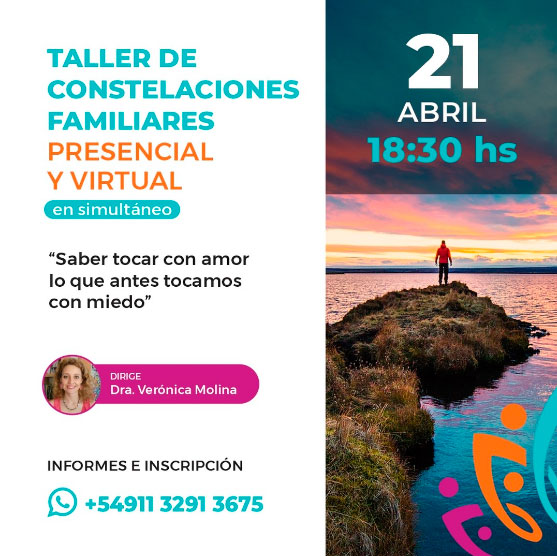 TALLER DE
CONSTELACIONES
FAMILIARES
PRESENCIAL
Y VIRTUAL
en simultáneo
“Saber tocar con amor
lo que antes tocamos
con miedo”
DIRIGE
Dra. Verónica Molina
INFORMES E INSCRIPCIÓN
+54911 3291 3675
21
ABRIL
18:30 hs